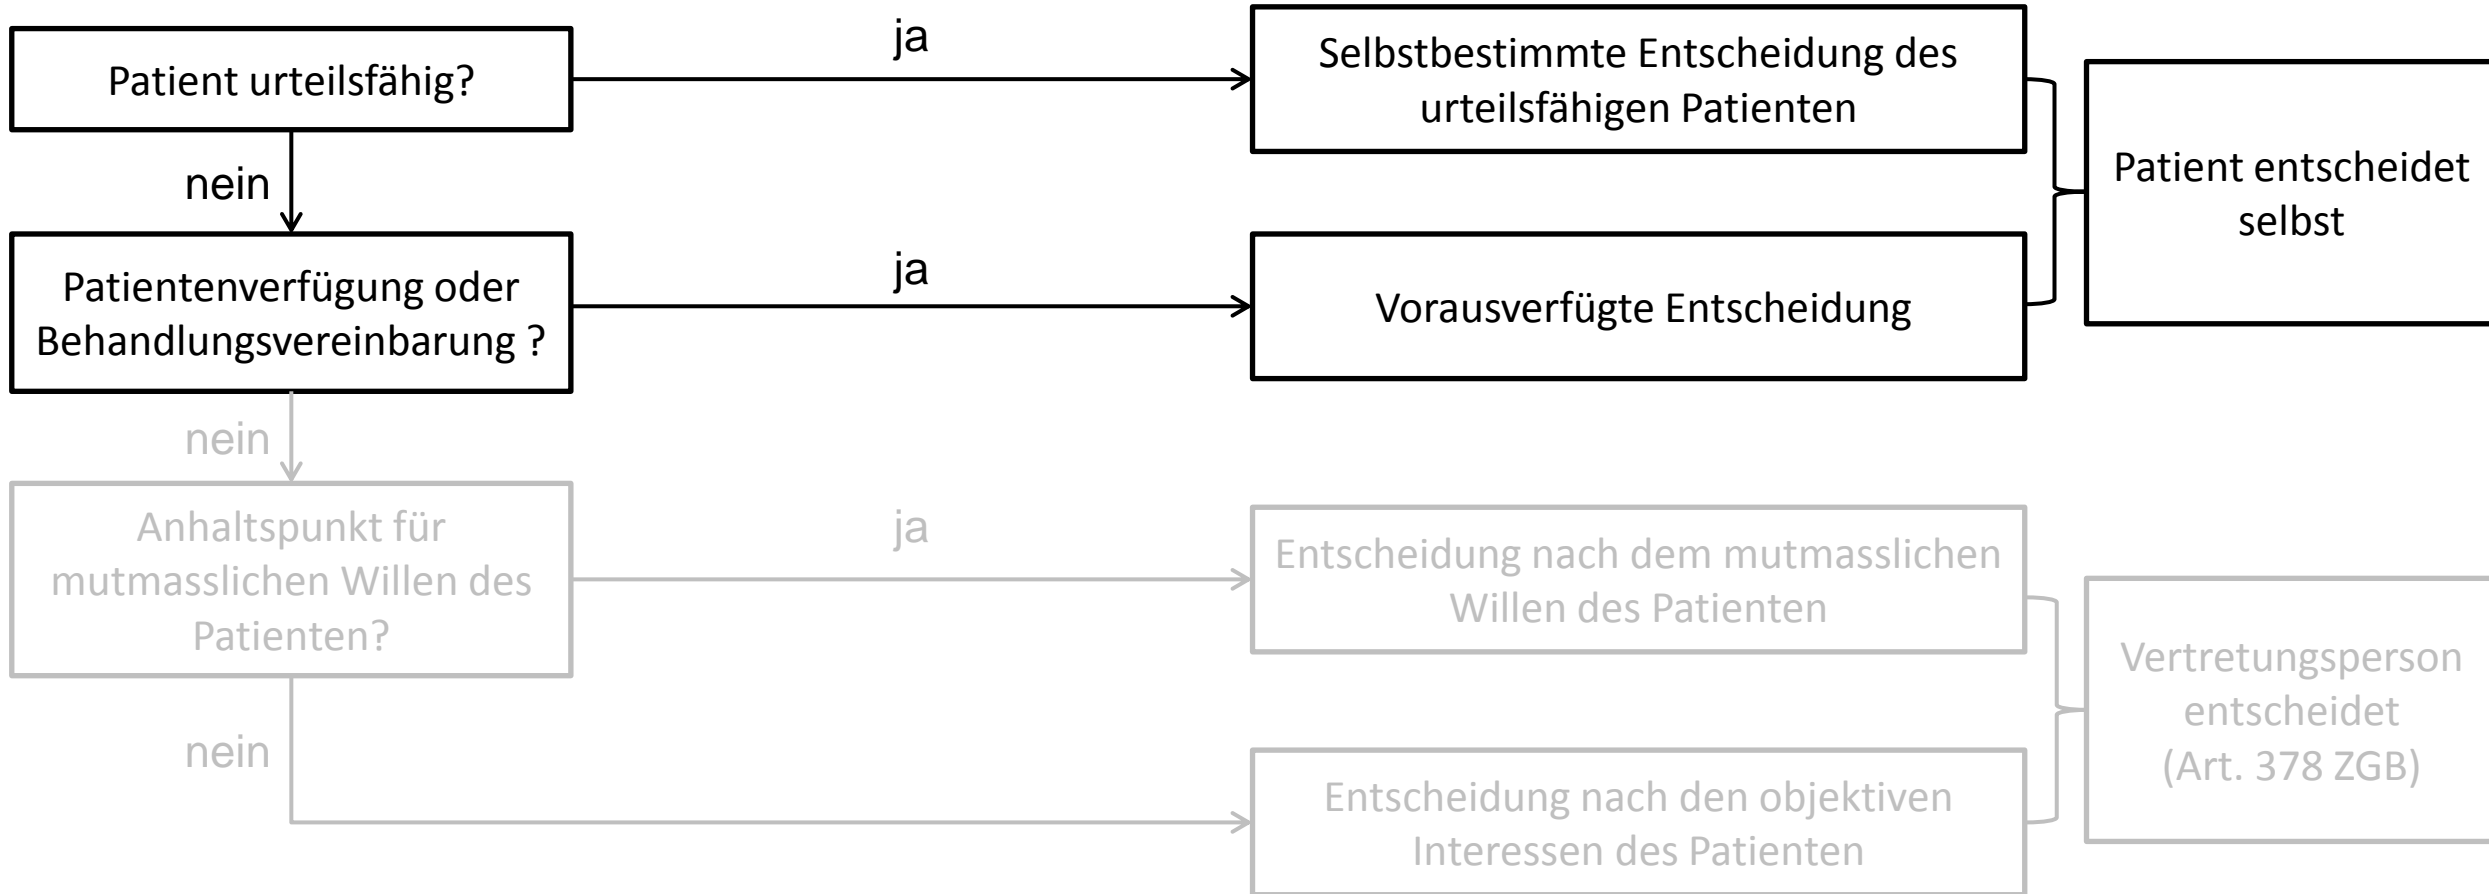 Patient urteilsfähig?
ja
Selbstbestimmte Entscheidung des
urteilsfähigen Patienten
Patient entscheidet
selbst
nein
Patientenverfügung oder
Behandlungsvereinbarung ?
ja
Vorausverfügte Entscheidung
nein
Anhaltspunkt für
mutmasslichen Willen des
Patienten?
ja
Entscheidung nach dem mutmasslichen
Willen des Patienten
Vertretungsperson
entscheidet
(Art. 378 ZGB)
nein
Entscheidung nach den objektiven
Interessen des Patienten